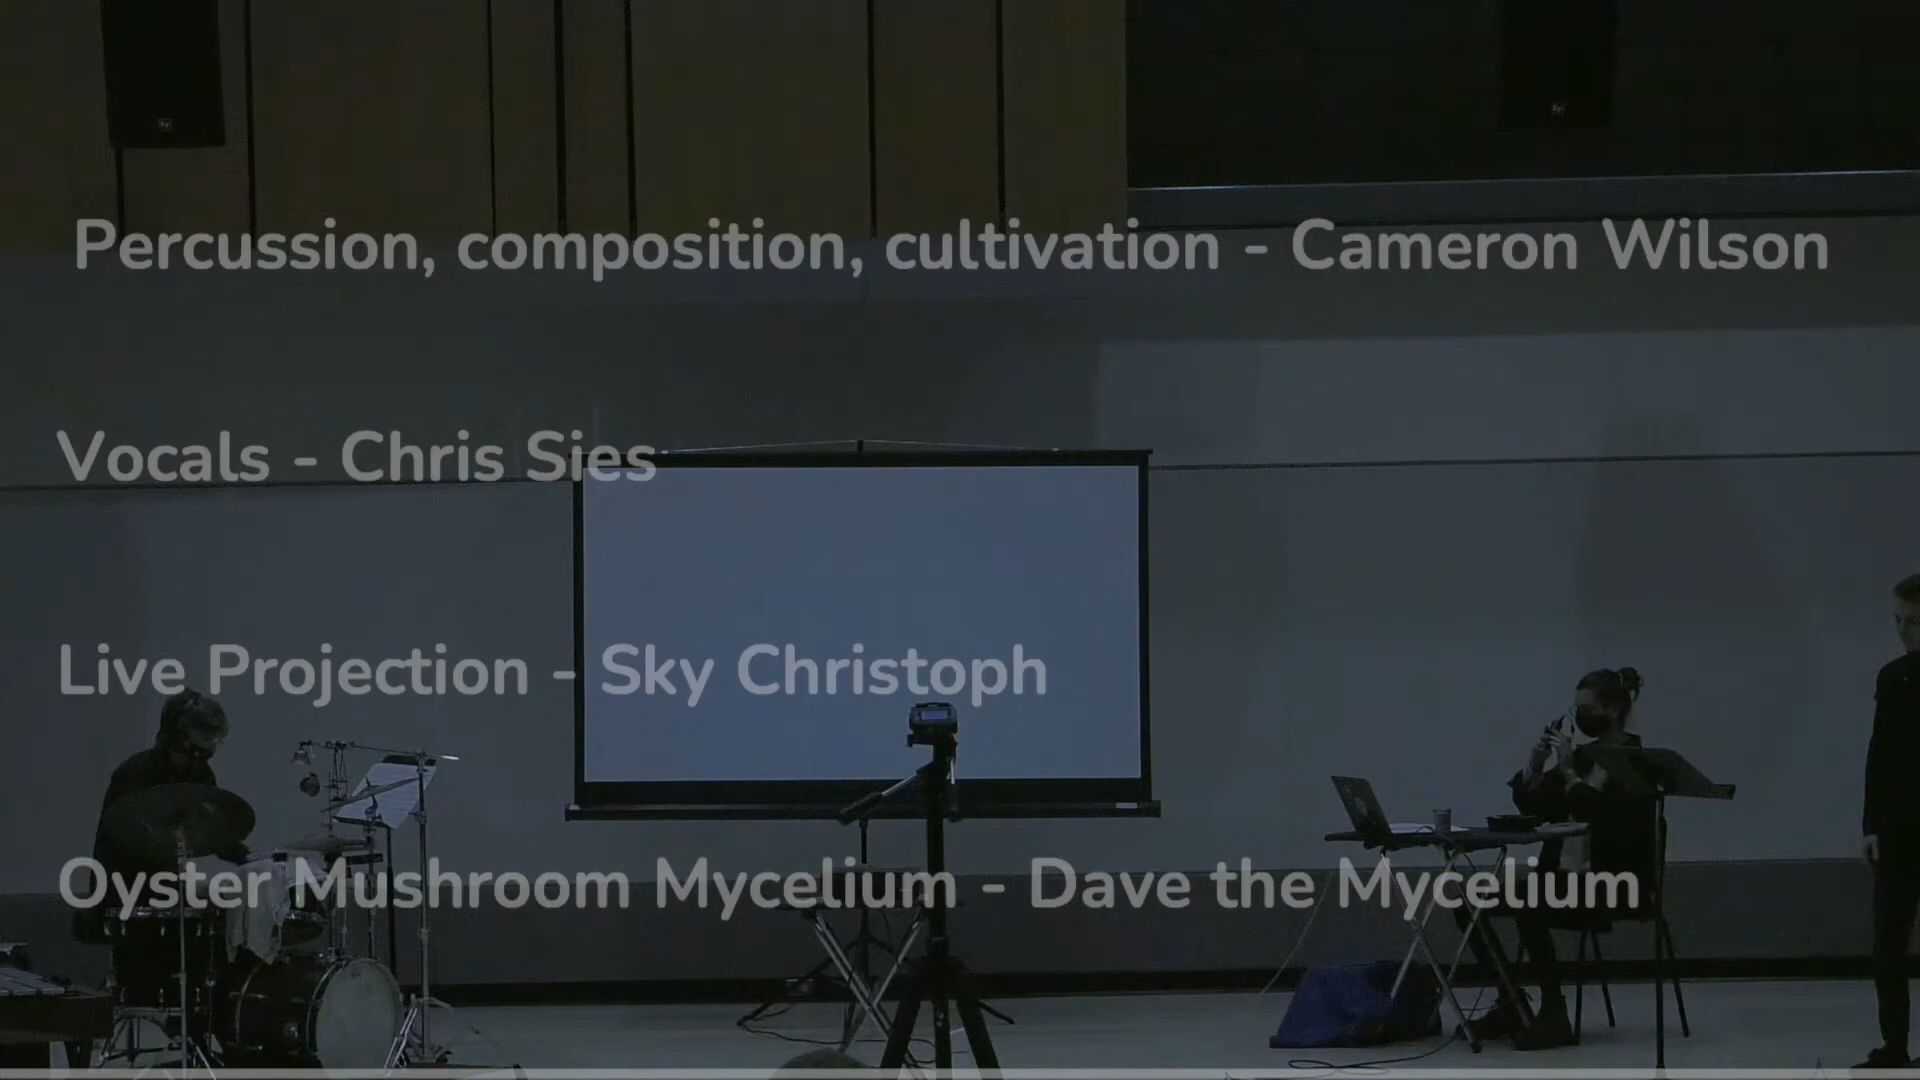 Percussion, composition, cultivation - Cameron Wilson
Vocals - Chris Sies
Live Projection - Sky Christoph
Oyster Mushroom Mycelium - Dave the Mycelium